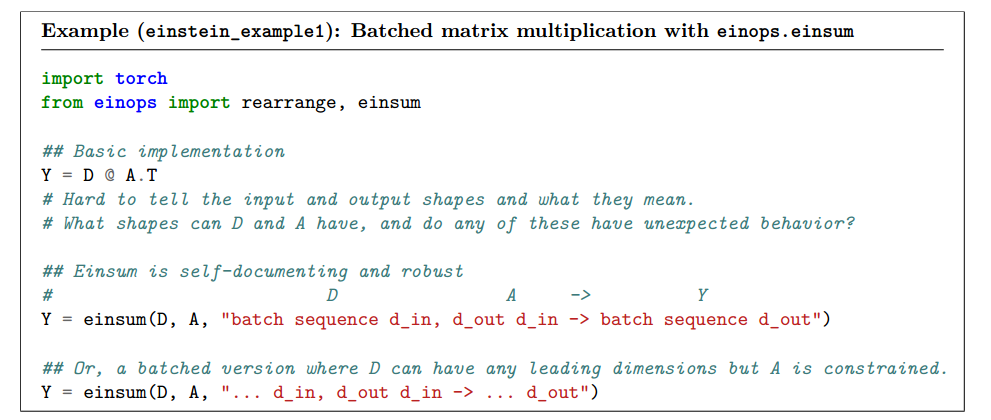 Example (einstein_example1): Batched matrix multiplication with einops.einsum
import torch
from einops import rearrange, einsum
## Basic implementation
Y = D @ A.T
# Hard to tell the input and output shapes and what they mean.
# What shapes can D and A have, and do any of these have unexpected behavior?
## Einsum is self-documenting and robust
#                          D                A     ->          Y
Y = einsum(D, A, "batch sequence d_in, d_out d_in -> batch sequence d_out")
## Or, a batched version where D can have any leading dimensions but A is constrained.
Y = einsum(D, A, "... d_in, d_out d_in -> ... d_out")